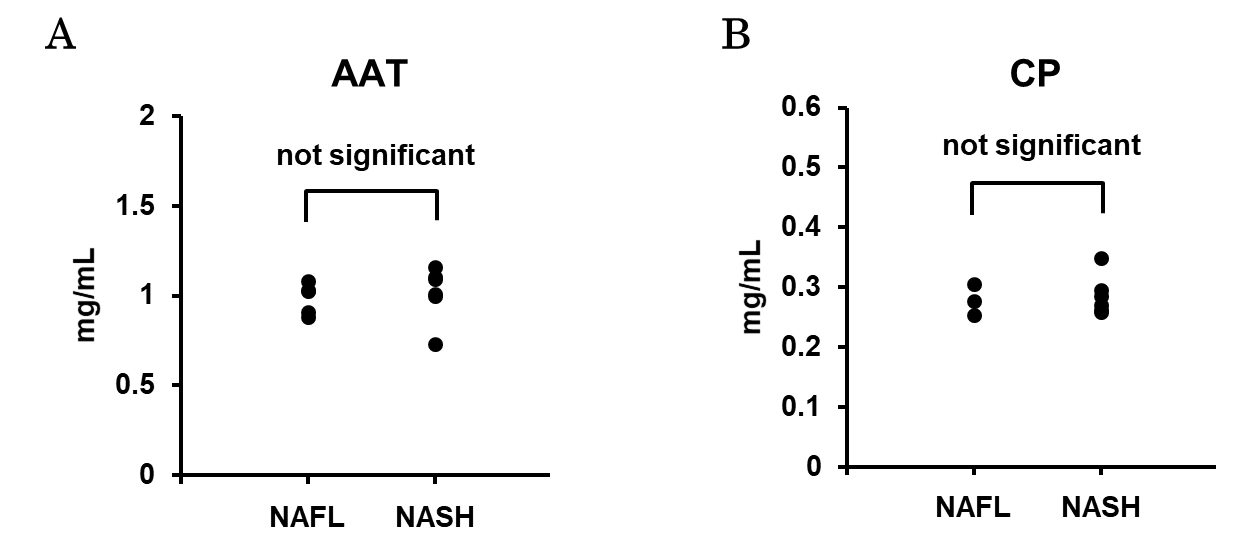 A
AAT
2
not significant
1.5
mg/mL
1
0.5
0
NAFL NASH
B
CP
0.6
not significant
0.5
0.4
mg/mL
0.3
0.2
0.1
0
NAFL NASH